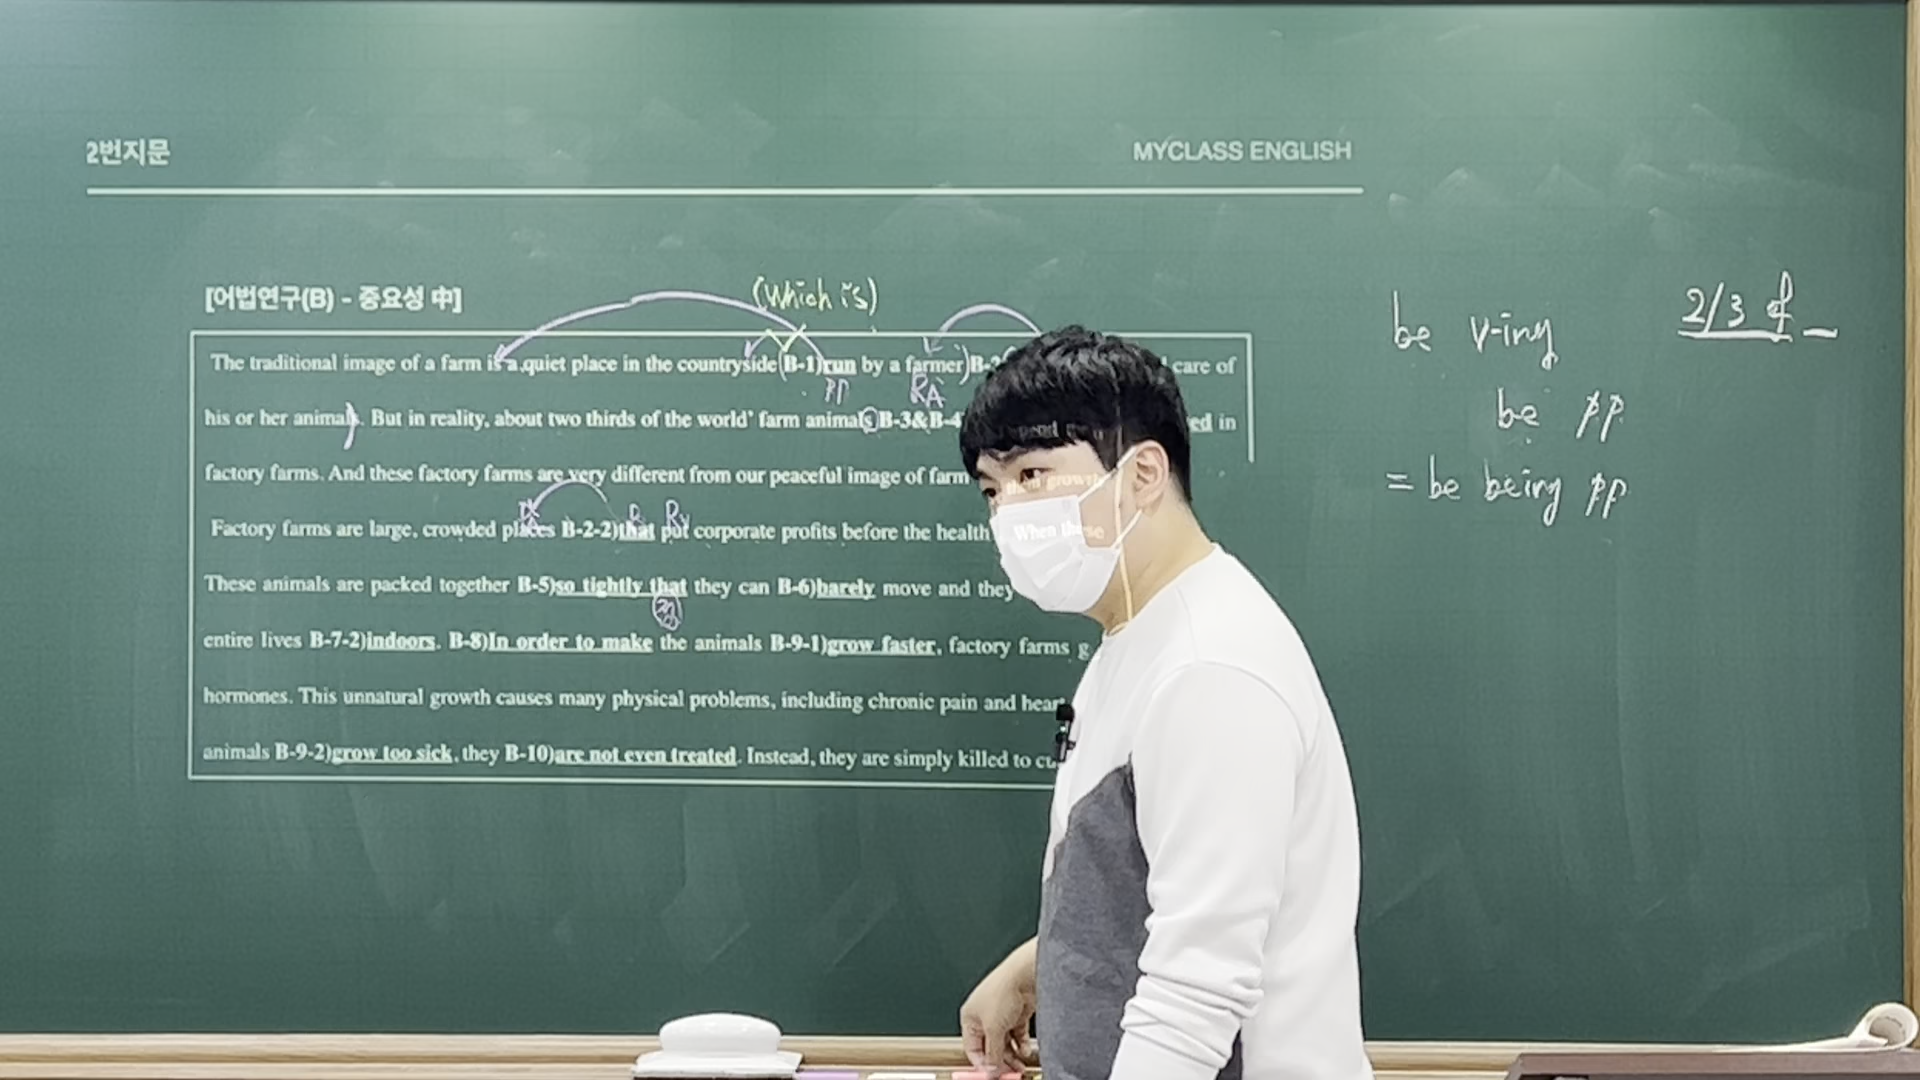 2번지문
MYCLASS ENGLISH
[어법연구(B) - 중요성 中]
(Which is)
The traditional image of a farm is a quiet place in the countryside (B-1)run by a farmer) B-2 care of
pp
RA
his or her animals. But in reality, about two thirds of the world' farm animals B-3&B-4 ed in
factory farms. And these factory farms are very different from our peaceful image of farm
Factory farms are large, crowded places B-2-2)that put corporate profits before the health When these
These animals are packed together B-5)so tightly that they can B-6)barely move and they
entire lives B-7-2)indoors. B-8)In order to make the animals B-9-1)grow faster, factory farms g
hormones. This unnatural growth causes many physical problems, including chronic pain and hear
animals B-9-2)grow too sick, they B-10)are not even treated. Instead, they are simply killed to cu
be v-ing
be pp
= be being pp
2/3 of _